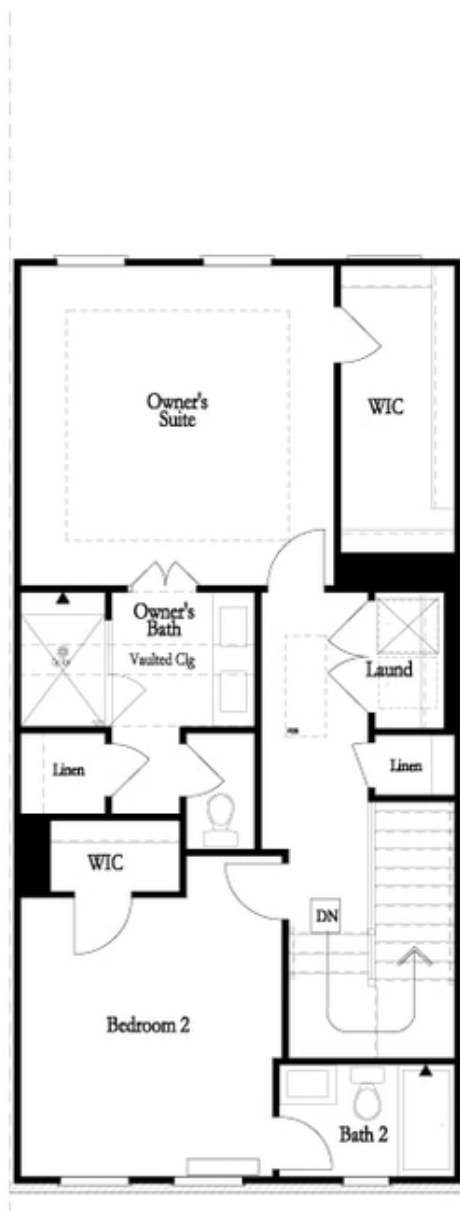 Owner's
Suite
WIC
Owner's
Bath
Vaulted Clg
Laund
Linen
Linen
WIC
DN
Bedroom 2
Bath 2